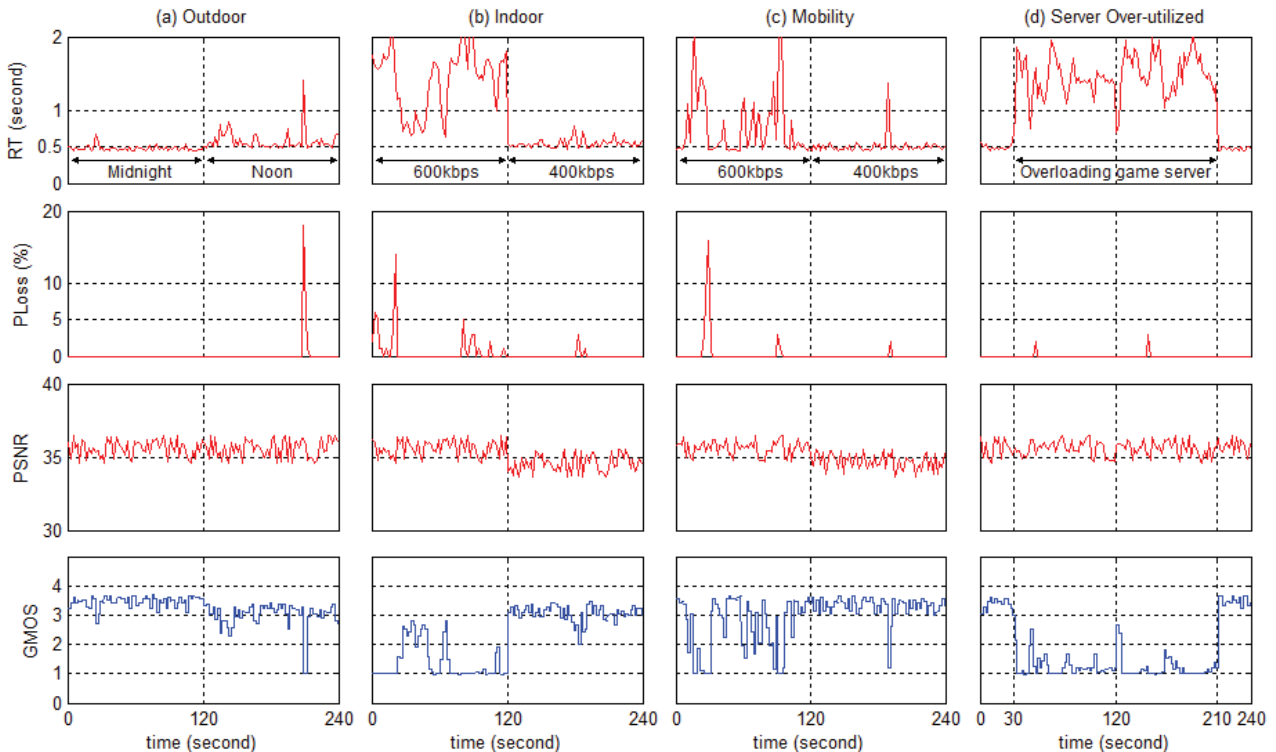 (a) Outdoor (b) Indoor (c) Mobility (d) Server Over-utilized
RT (second)
2
1
0.5
0
Midnight Noon 600kbps 400kbps 600kbps 400kbps Overloading game server
PLoss (%)
20
15
10
5
0
PSNR
40
35
30
GMOS
4
3
2
1
0
0 120 240 0 120 240 0 120 240 0 30 120 210 240
time (second) time (second) time (second) time (second)